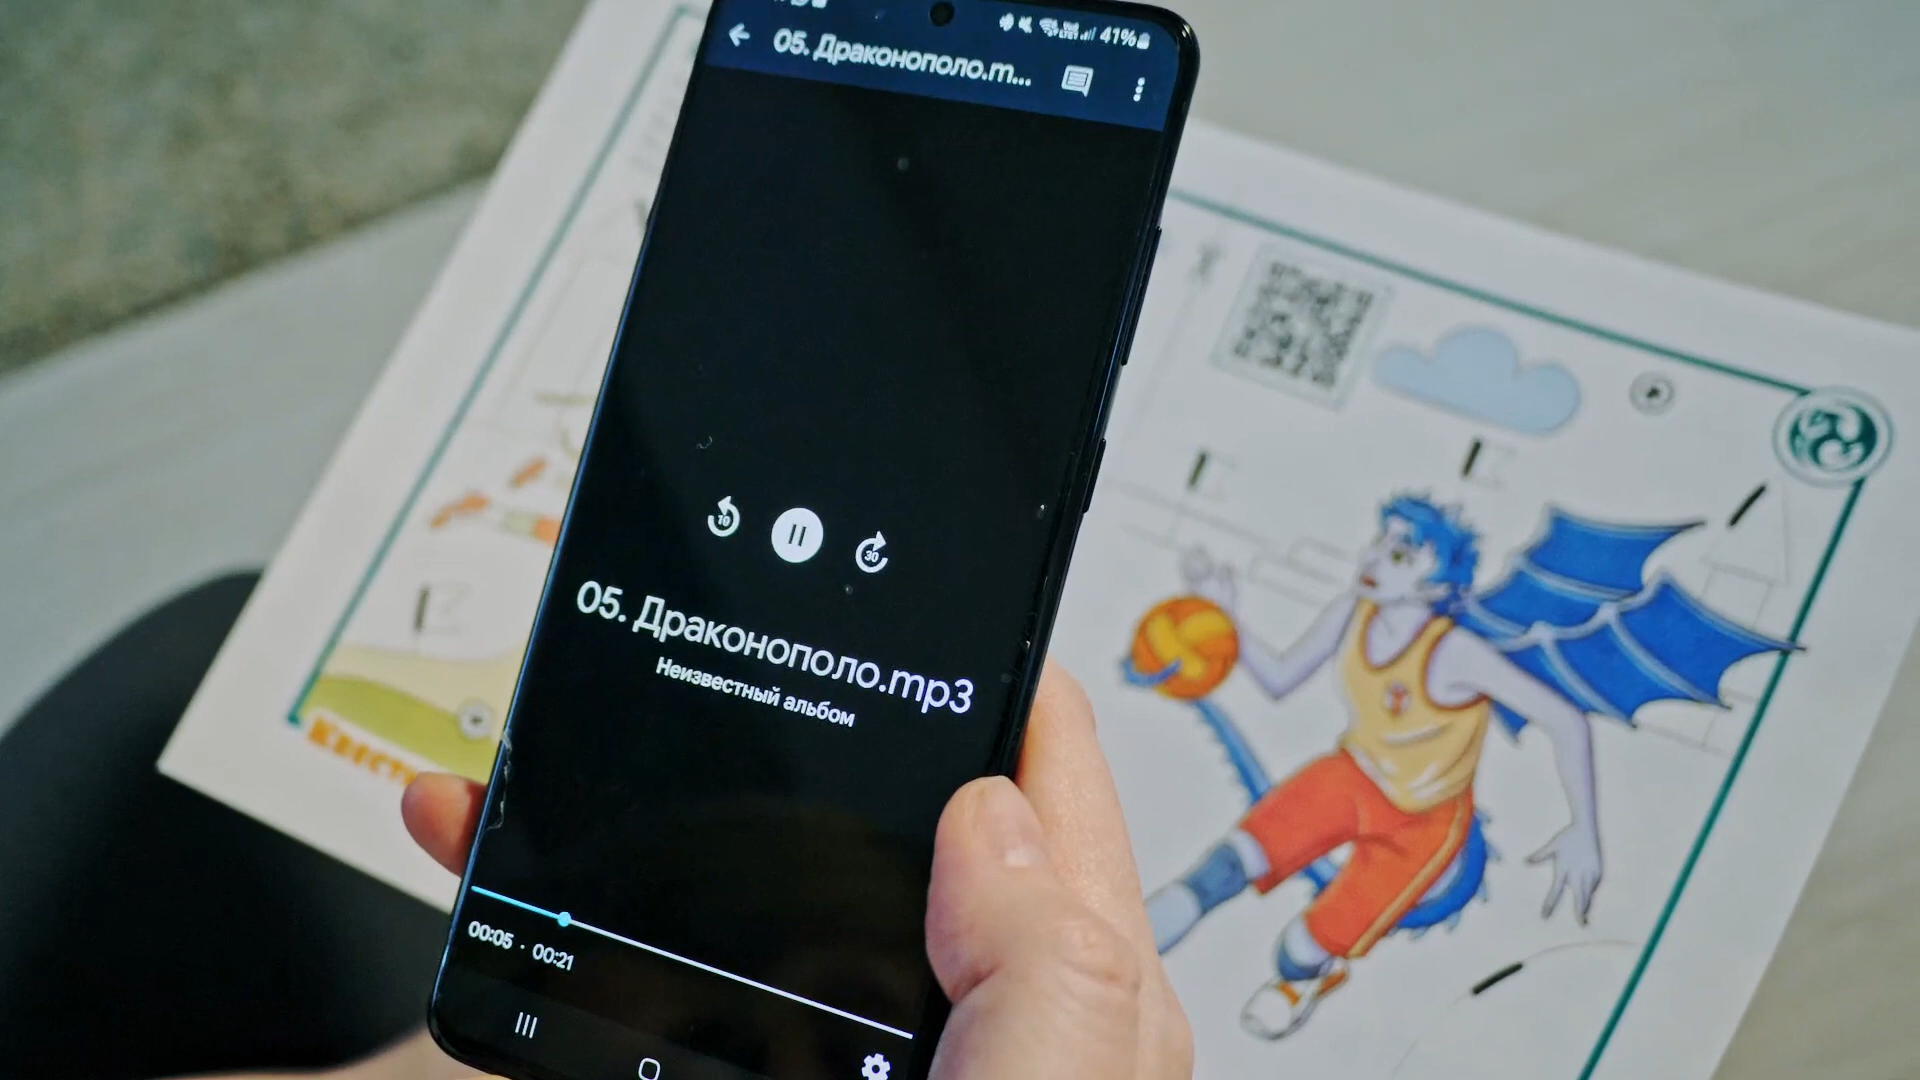 41%
05. Драконополо.m...
10
30
05. Драконополо.mp3
Неизвестный альбом
00:05 · 00:21